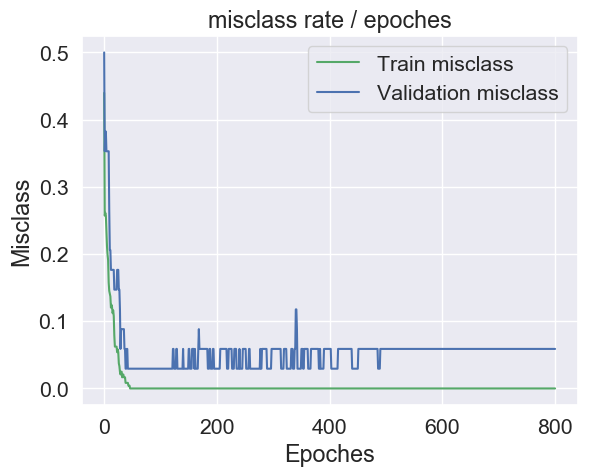 misclass rate / epoches
Train misclass
Validation misclass
0.5
0.4
0.3
0.2
0.1
0.0
Misclass
0
200
400
600
800
Epoches